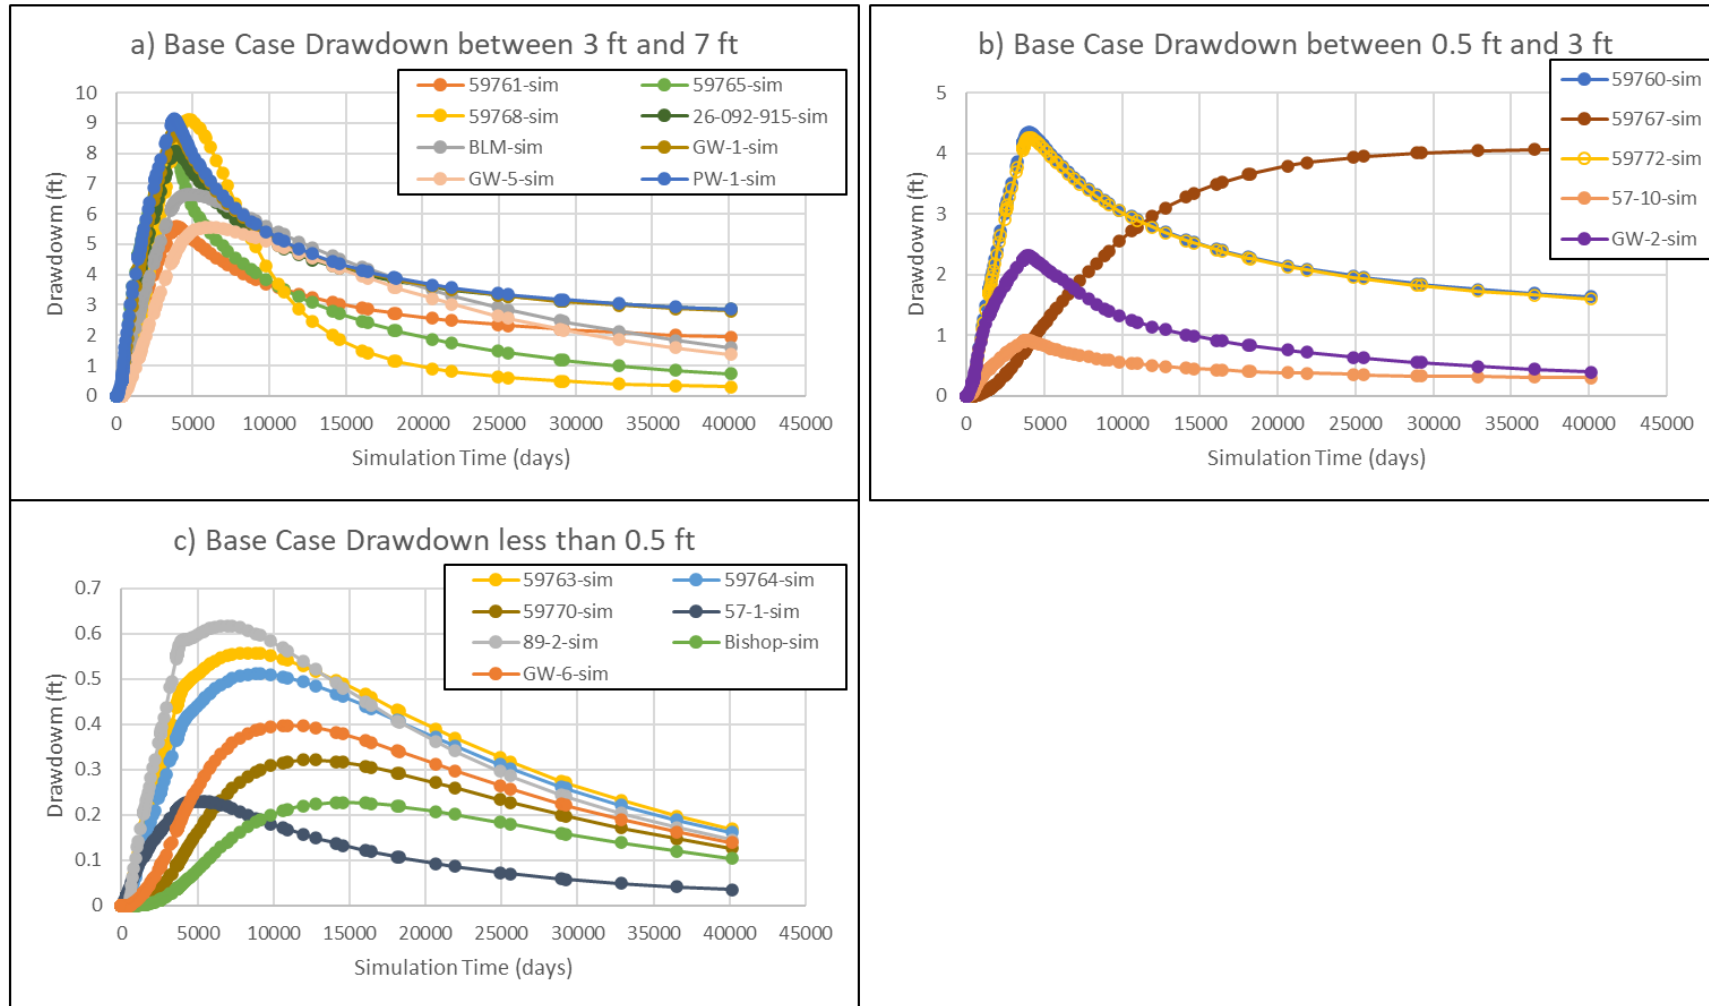 a) Base Case Drawdown between 3 ft and 7 ft
59761-sim 59765-sim
59768-sim 26-092-915-sim
BLM-sim GW-1-sim
GW-5-sim PW-1-sim
10
9
8
7
6
5
4
3
2
1
0
Drawdowm (ft)
0 5000 10000 15000 20000 25000 30000 35000 40000 45000
Simulation Time (days)
b) Base Case Drawdown between 0.5 ft and 3 ft
59760-sim
59767-sim
59772-sim
57-10-sim
GW-2-sim
5
4
3
2
1
0
Drawdowm (ft)
0 5000 10000 15000 20000 25000 30000 35000 40000 45000
Simulation Time (days)
c) Base Case Drawdown less than 0.5 ft
59763-sim 59764-sim
59770-sim 57-1-sim
89-2-sim Bishop-sim
GW-6-sim
0.7
0.6
0.5
0.4
0.3
0.2
0.1
0
Drawdowm (ft)
0 5000 10000 15000 20000 25000 30000 35000 40000 45000
Simulation Time (days)